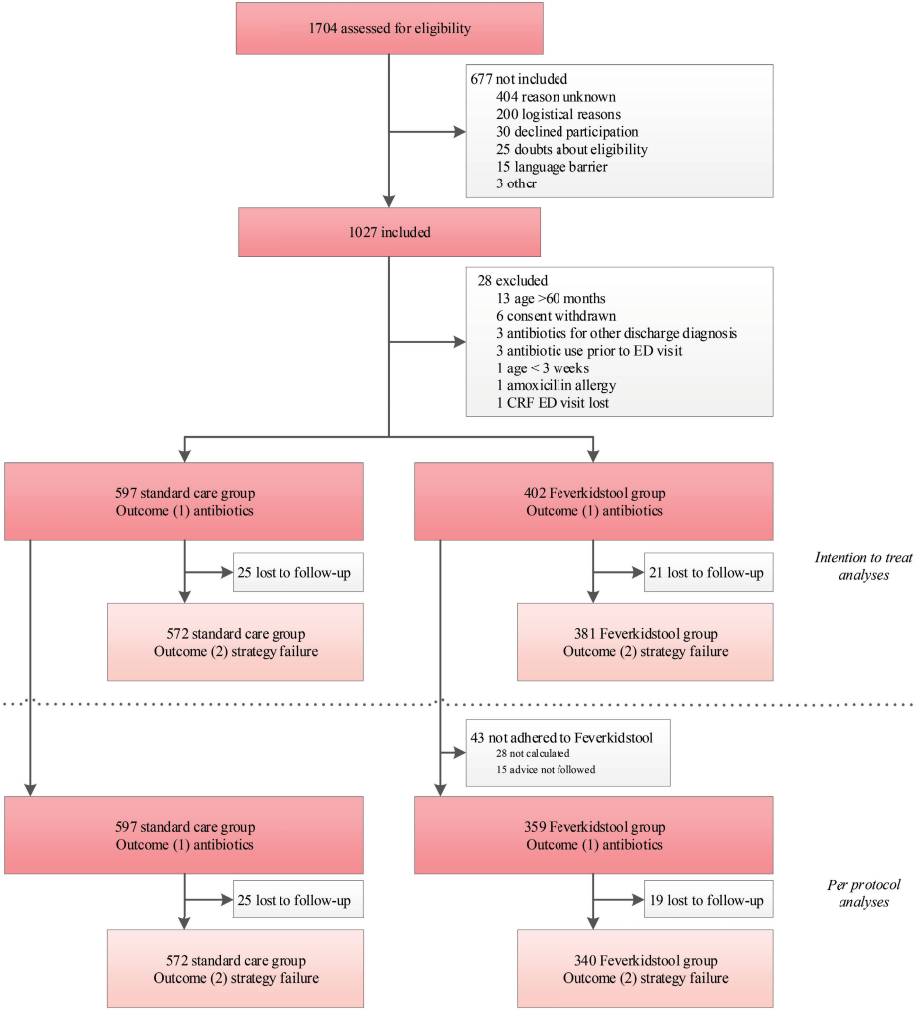 1704 assessed for eligibility
677 not included
404 reason unknown
200 logistical reasons
30 declined participation
25 doubts about eligibility
15 language barrier
3 other
1027 included
28 excluded
13 age >60 months
6 consent withdrawn
3 antibiotics for other discharge diagnosis
3 antibiotic use prior to ED visit
1 age < 3 weeks
1 amoxicillin allergy
1 CRF ED visit lost
597 standard care group
Outcome (1) antibiotics
402 Feverkidstool group
Outcome (1) antibiotics
Intention to treat
analyses
25 lost to follow-up
21 lost to follow-up
572 standard care group
Outcome (2) strategy failure
381 Feverkidstool group
Outcome (2) strategy failure
43 not adhered to Feverkidstool
28 not calculated
15 advice not followed
597 standard care group
Outcome (1) antibiotics
359 Feverkidstool group
Outcome (1) antibiotics
Per protocol
analyses
25 lost to follow-up
19 lost to follow-up
572 standard care group
Outcome (2) strategy failure
340 Feverkidstool group
Outcome (2) strategy failure